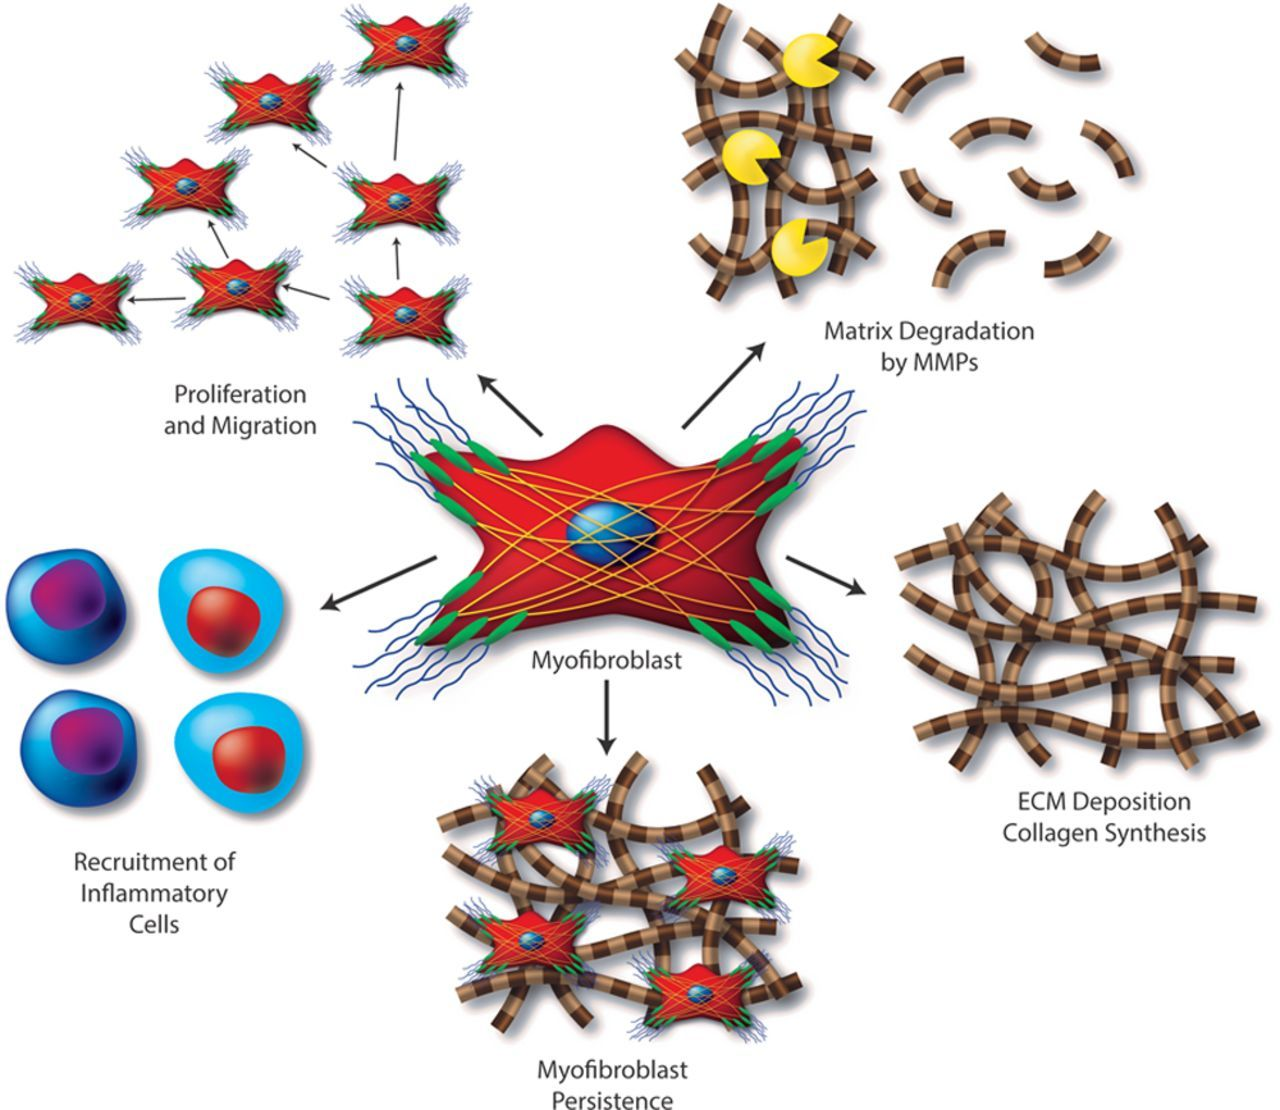 Matrix Degradation
by MMPs
Proliferation
and Migration
Myofibroblast
ECM Deposition
Collagen Synthesis
Recruitment of
Inflammatory
Cells
Myofibroblast
Persistence